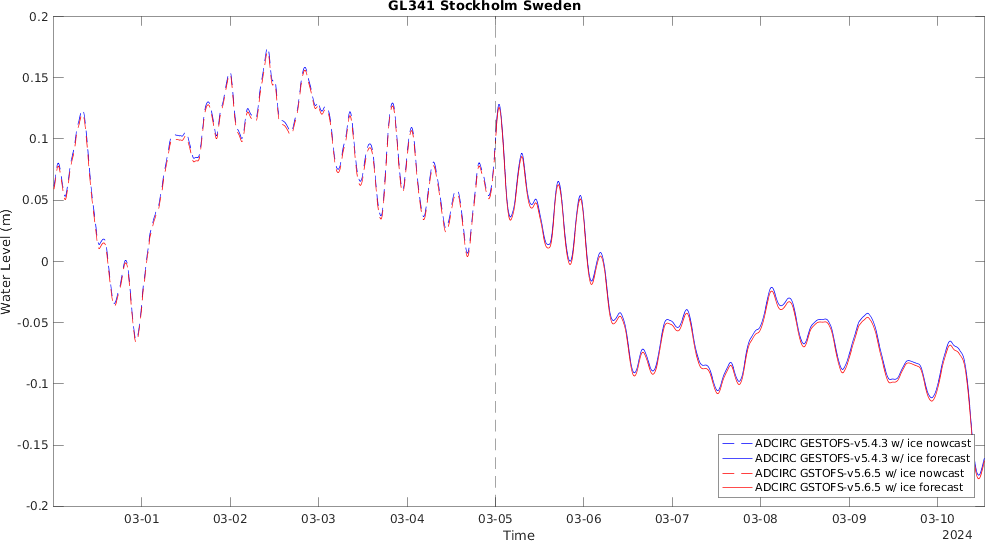 GL341 Stockholm Sweden
0.2
0.15
0.1
0.05
0
-0.05
-0.1
-0.15
-0.2
Water Level (m)
ADCIRC GESTOFS-v5.4.3 w/ ice nowcast
ADCIRC GESTOFS-v5.4.3 w/ ice forecast
ADCIRC GSTOFS-v5.6.5 w/ ice nowcast
ADCIRC GSTOFS-v5.6.5 w/ ice forecast
03-01 03-02 03-03 03-04 03-05 03-06 03-07 03-08 03-09 03-10
Time
2024